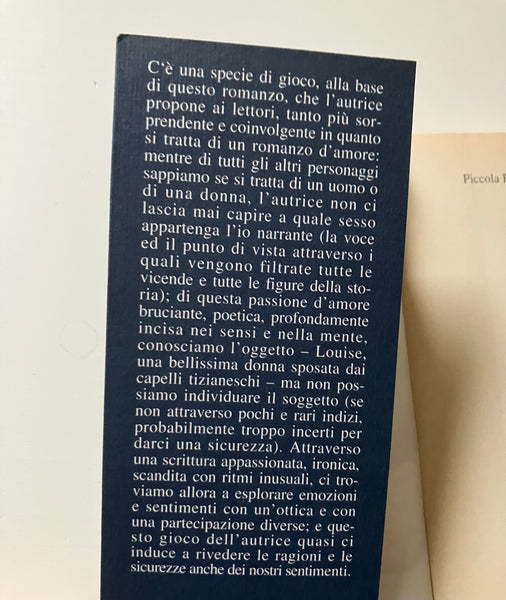 C'è una specie di gioco, alla base
di questo romanzo, che l'autrice
propone ai lettori, tanto più sor-
prendente e coinvolgente in quanto
si tratta di un romanzo d'amore:
mentre di tutti gli altri personaggi
sappiamo se si tratta di un uomo o
di una donna, l'autrice non ci
lascia mai capire a quale sesso
appartenga l'io narrante (la voce
ed il punto di vista attraverso i
quali vengono filtrate tutte le
vicende e tutte le figure della sto-
ria); di questa passione d'amore
bruciante, poetica, profondamente
incisa nei sensi e nella mente,
conosciamo l'oggetto – Louise,
una bellissima donna sposata dai
capelli tizianeschi – ma non pos-
siamo individuare il soggetto (se
non attraverso pochi e rari indizi,
probabilmente troppo incerti per
darci una sicurezza). Attraverso
una scrittura appassionata, ironica,
scandita con ritmi inusuali, ci tro-
viamo allora a esplorare emozioni
e sentimenti con un'ottica e con
una partecipazione diverse; e que-
sto gioco dell'autrice quasi ci
induce a rivedere le ragioni e le
sicurezze anche dei nostri sentimenti.
Piccola